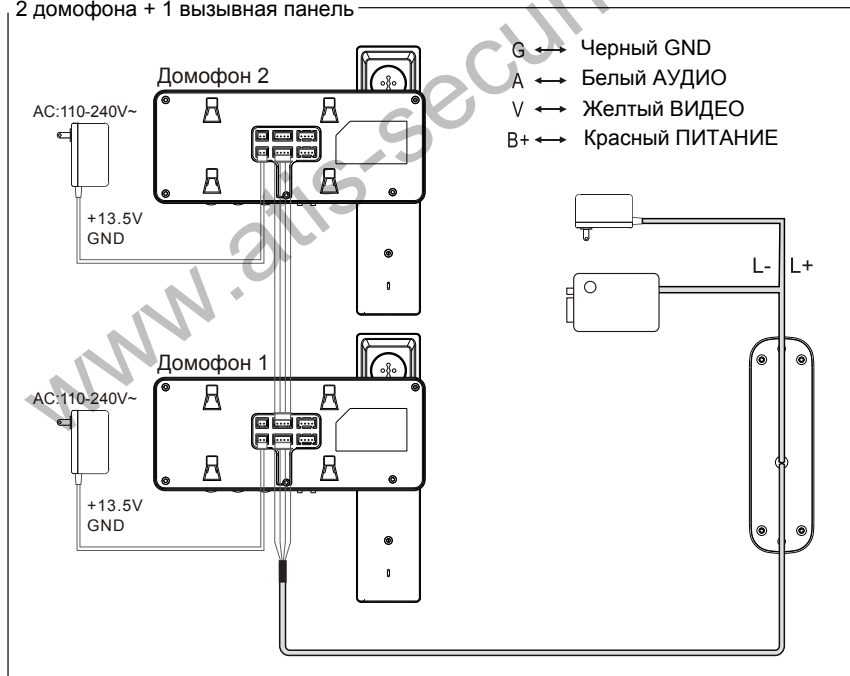 2 домофона + 1 вызывная панель
G ↔ Черный GND
A ↔ Белый АУДИО
V ↔ Желтый ВИДЕО
B+ ↔ Красный ПИТАНИЕ
Домофон 2
AC:110-240V~
+13.5V
GND
L- L+
Домофон 1
AC:110-240V~
+13.5V
GND
www.atis-secur